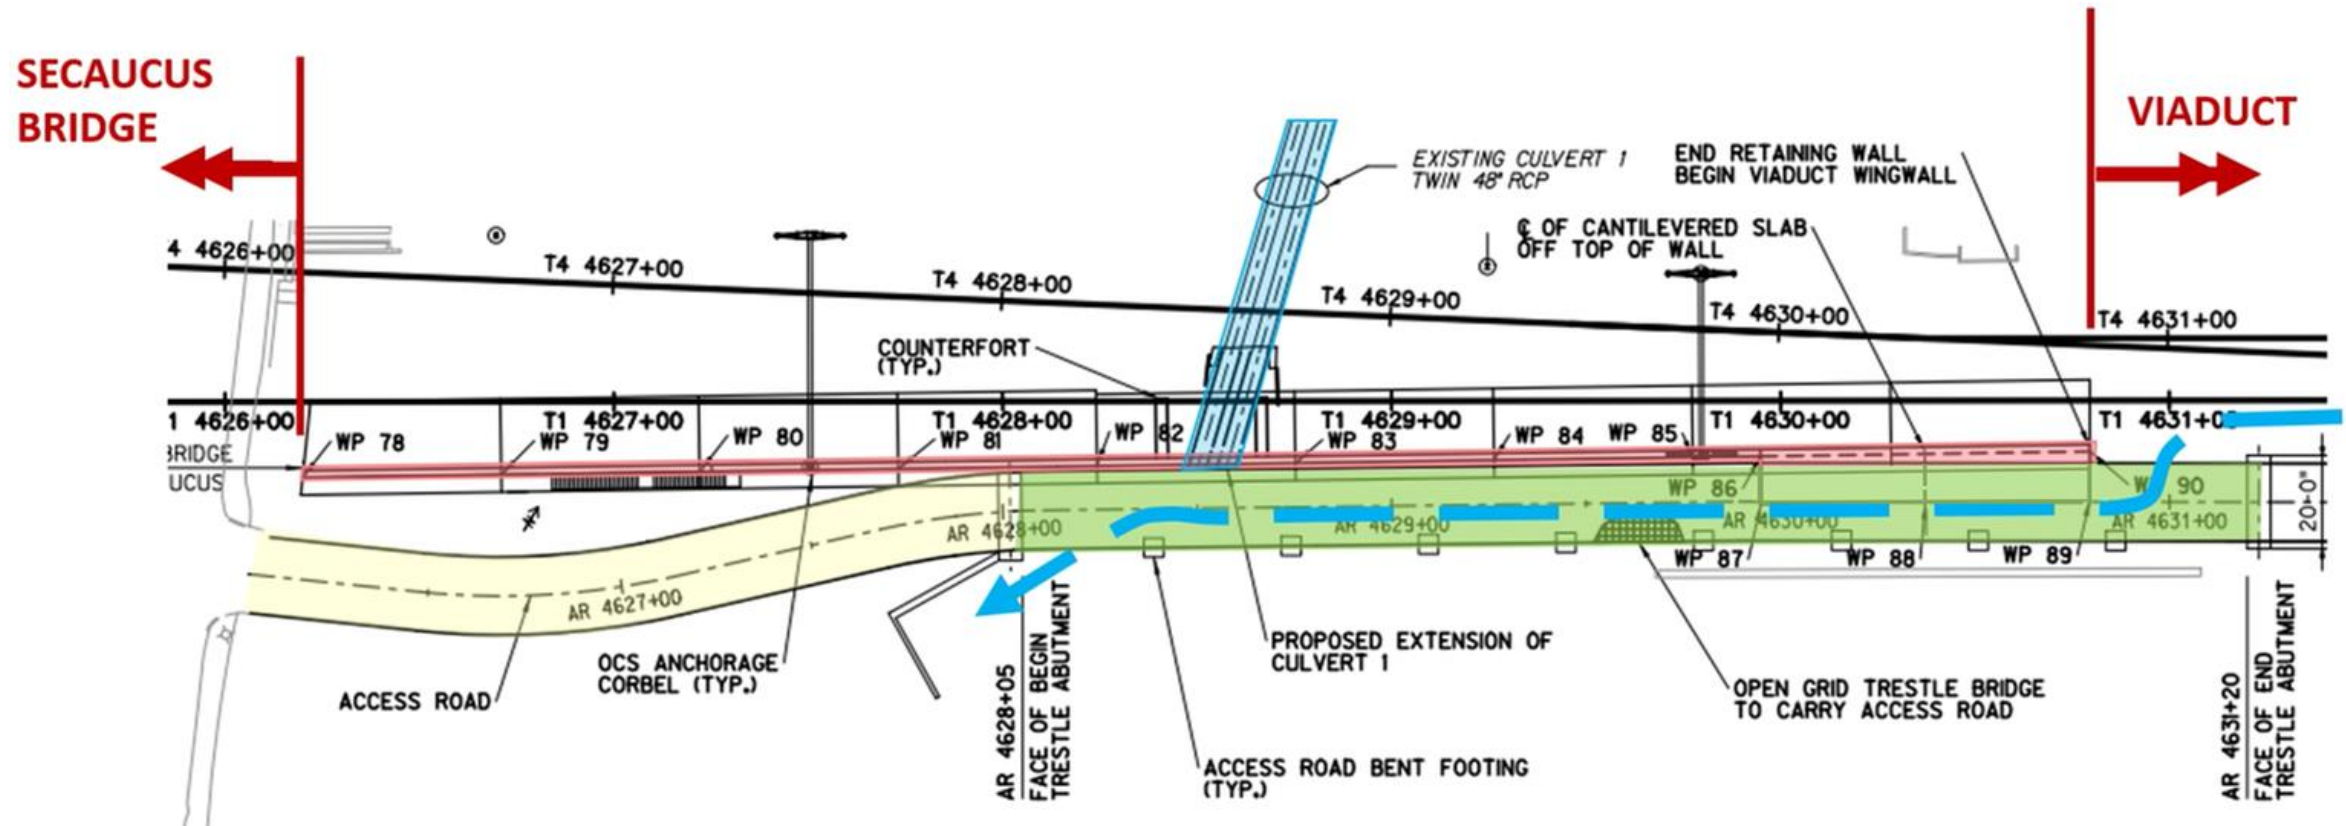 SECAUCUS
BRIDGE
VIADUCT
EXISTING CULVERT 1
TWIN 48" RCP
END RETAINING WALL
BEGIN VIADUCT WINGWALL
℄ OF CANTILEVERED SLAB
OFF TOP OF WALL
4 4626+00
T4 4627+00
T4 4628+00
T4 4629+00
T4 4630+00
T4 4631+00
COUNTERFORT
(TYP.)
1 4626+00
T1 4627+00
T1 4628+00
T1 4629+00
T1 4630+00
T1 4631+0
WP 78
WP 79
WP 80
WP 81
WP 82
WP 83
WP 84
WP 85
BRIDGE
UCUS
WP 86
90
AR 4628+00
AR 4629+00
AR 4630+00
AR 4631+00
20'-0"
WP 87
WP 88
WP 89
AR 4627+00
ACCESS ROAD
OCS ANCHORAGE
CORBEL (TYP.)
AR 4628+05
FACE OF BEGIN
TRESTLE ABUTMENT
PROPOSED EXTENSION OF
CULVERT 1
ACCESS ROAD BENT FOOTING
(TYP.)
OPEN GRID TRESTLE BRIDGE
TO CARRY ACCESS ROAD
AR 4631+20
FACE OF END
TRESTLE ABUTMENT